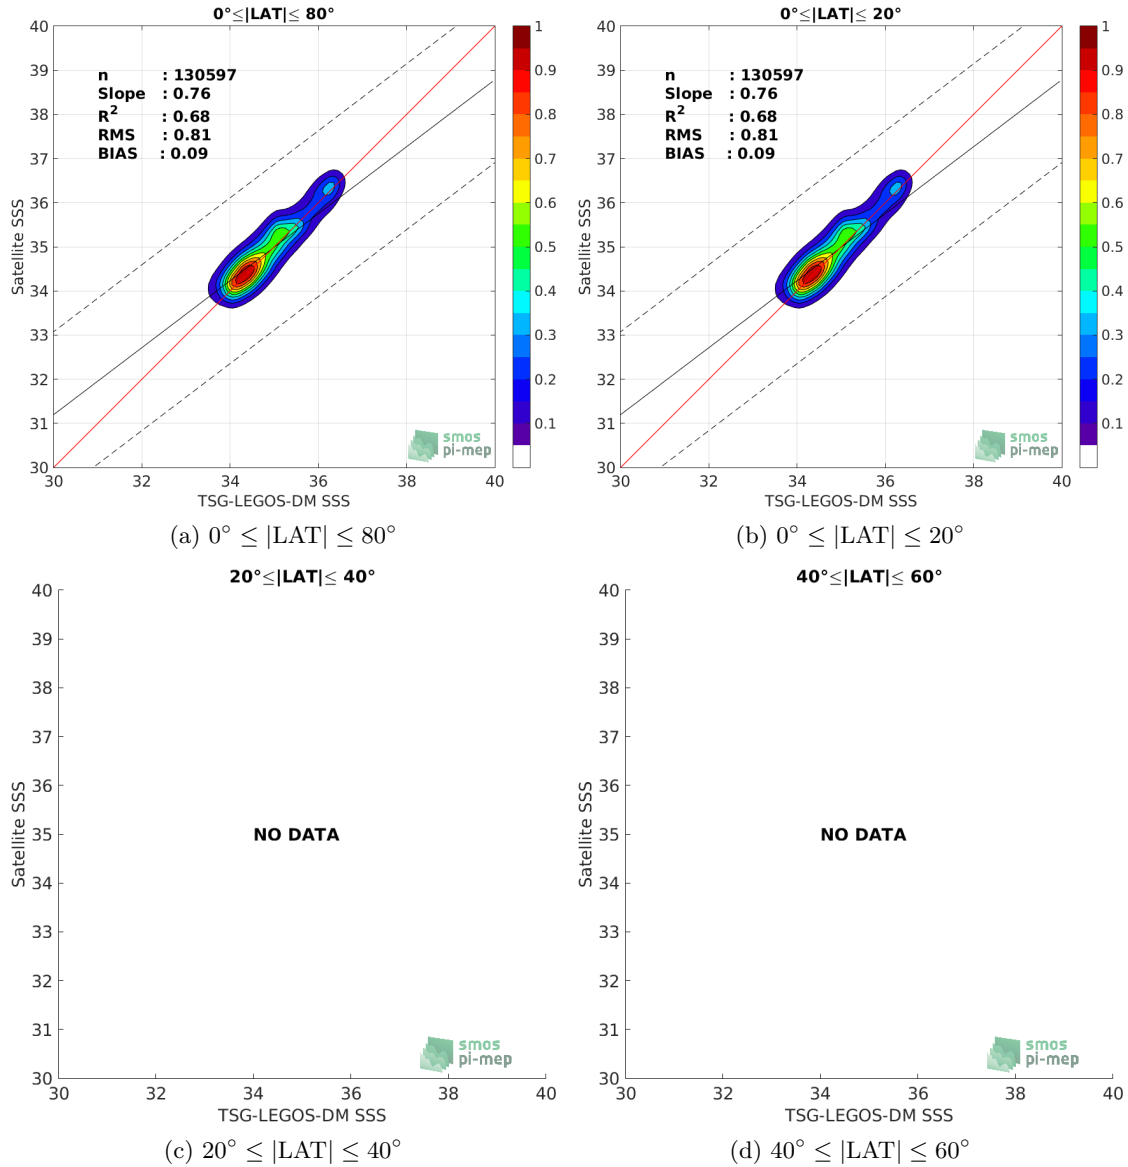 0°≤|LAT|≤ 80°
40
39
38
37
36
35
34
33
32
31
30
Satellite SSS
n : 130597
Slope : 0.76
R² : 0.68
RMS : 0.81
BIAS : 0.09
smos
pi-mep
30 32 34 36 38 40
TSG-LEGOS-DM SSS
1
0.9
0.8
0.7
0.6
0.5
0.4
0.3
0.2
0.1
(a) 0° ≤ |LAT| ≤ 80°
0°≤|LAT|≤ 20°
40
39
38
37
36
35
34
33
32
31
30
Satellite SSS
n : 130597
Slope : 0.76
R² : 0.68
RMS : 0.81
BIAS : 0.09
smos
pi-mep
30 32 34 36 38 40
TSG-LEGOS-DM SSS
1
0.9
0.8
0.7
0.6
0.5
0.4
0.3
0.2
0.1
(b) 0° ≤ |LAT| ≤ 20°
20°≤|LAT|≤ 40°
40
39
38
37
36
35
34
33
32
31
30
Satellite SSS
NO DATA
smos
pi-mep
30 32 34 36 38 40
TSG-LEGOS-DM SSS
(c) 20° ≤ |LAT| ≤ 40°
40°≤|LAT|≤ 60°
40
39
38
37
36
35
34
33
32
31
30
Satellite SSS
NO DATA
smos
pi-mep
30 32 34 36 38 40
TSG-LEGOS-DM SSS
(d) 40° ≤ |LAT| ≤ 60°